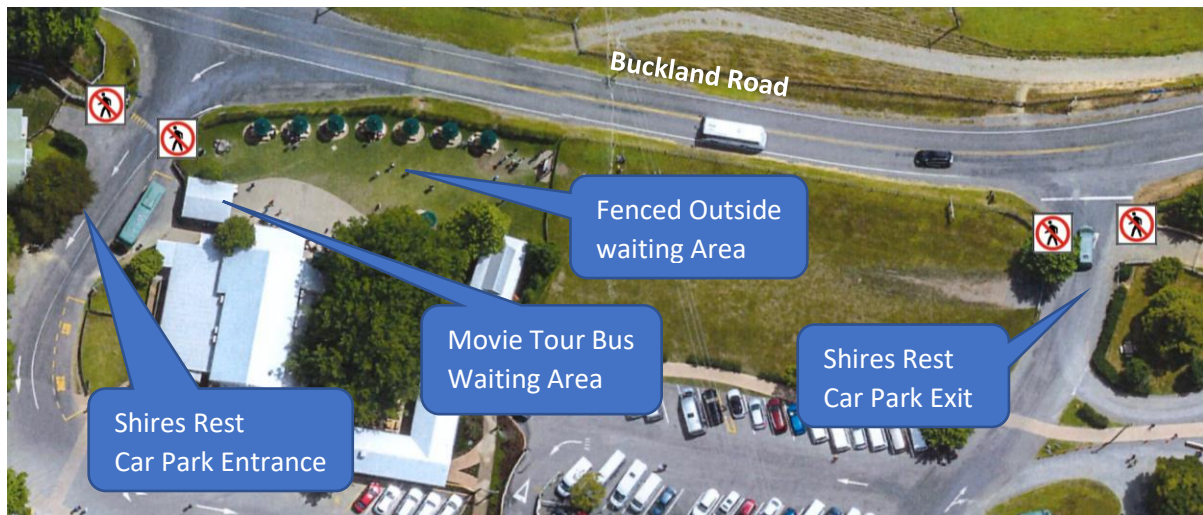 Buckland Road
Fenced Outside
waiting Area
Movie Tour Bus
Waiting Area
Shires Rest
Car Park Exit
Shires Rest
Car Park Entrance